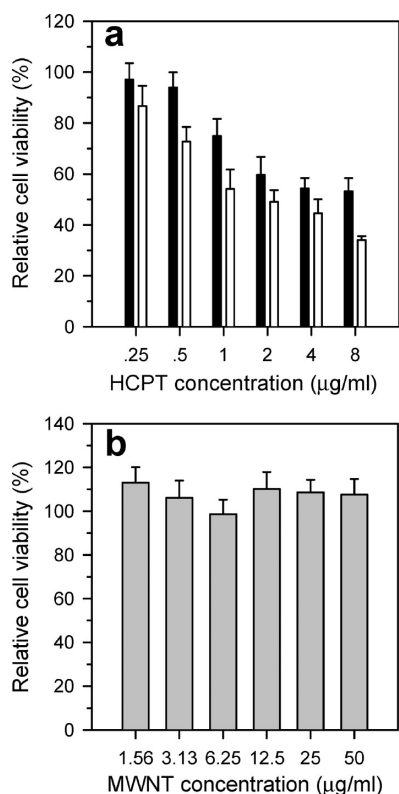 a
Relative cell viability (%)
120
100
80
60
40
20
0
.25 .5 1 2 4 8
HCPT concentration (μg/ml)
b
Relative cell viability (%)
140
120
100
80
60
40
20
0
1.56 3.13 6.25 12.5 25 50
MWNT concentration (μg/ml)